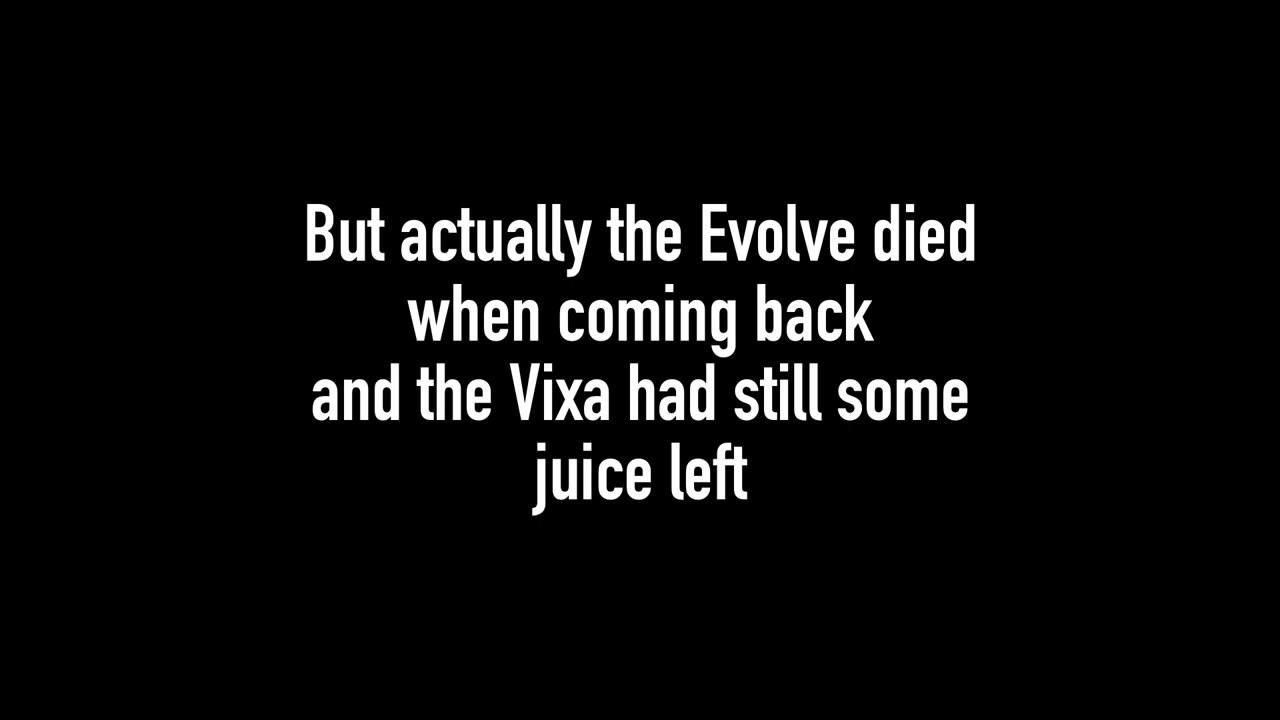 But actually the Evolve died
when coming back
and the Vixa had still some
juice left